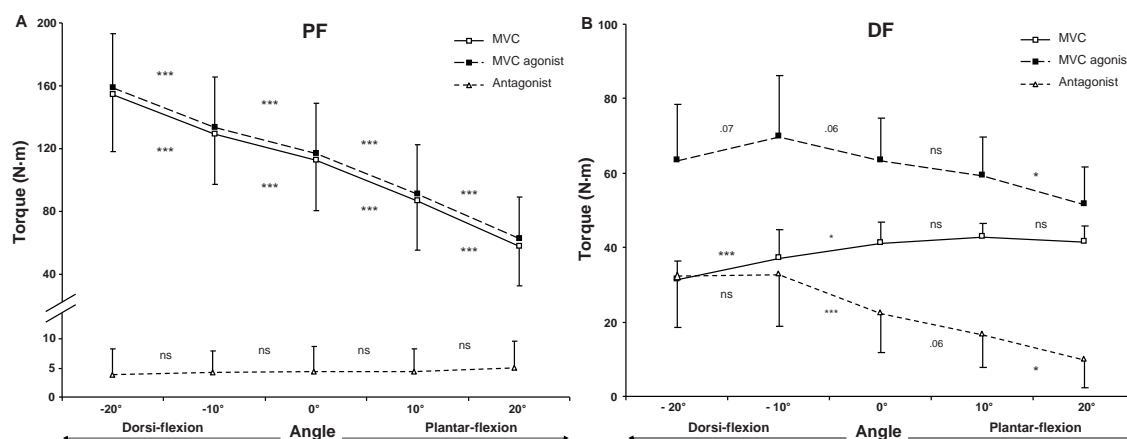 A
PF
MVC
MVC agonist
Antagonist
Torque (N·m)
200
160
120
80
40
10
5
0
***
***
***
***
***
***
***
***
ns
ns
ns
ns
-20°
-10°
0°
10°
20°
Dorsi-flexion
Angle
Plantar-flexion
B
DF
MVC
MVC agonis
Antagonist
Torque (N·m)
100
80
60
40
20
0
.07
.06
ns
*
***
*
ns
ns
ns
***
.06
*
- 20°
- 10°
0°
10°
20°
Dorsi-flexion
Angle
Plantar-flexion